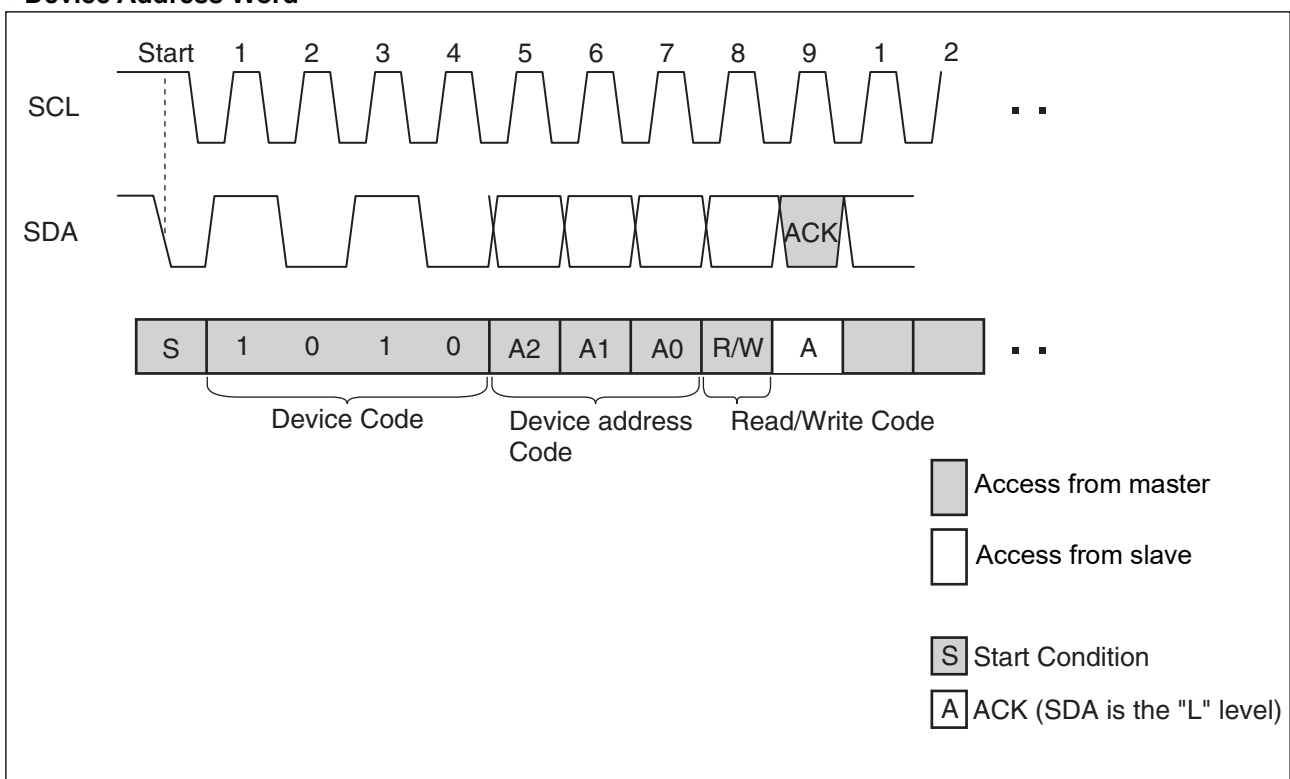 Device Address Word
Start 1 2 3 4 5 6 7 8 9 1 2
SCL
SDA
ACK
S 1 0 1 0 A2 A1 A0 R/W A
Device Code
Device address
Code
Read/Write Code
Access from master
Access from slave
S Start Condition
A ACK (SDA is the "L" level)